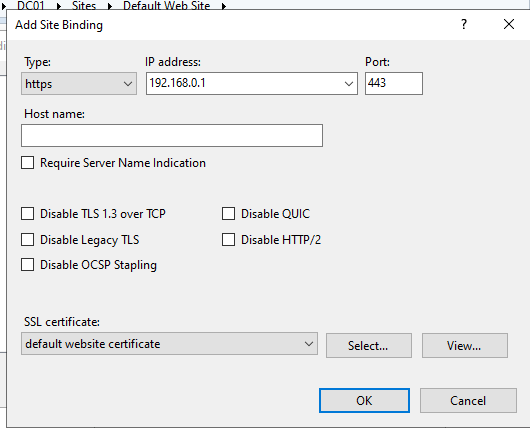 DC01 Sites Default Web Site
Add Site Binding ? ×
Type: IP address: Port:
https 192.168.0.1 443
Host name:
Require Server Name Indication
Disable TLS 1.3 over TCP Disable QUIC
Disable Legacy TLS Disable HTTP/2
Disable OCSP Stapling
SSL certificate:
default website certificate Select... View...
OK Cancel